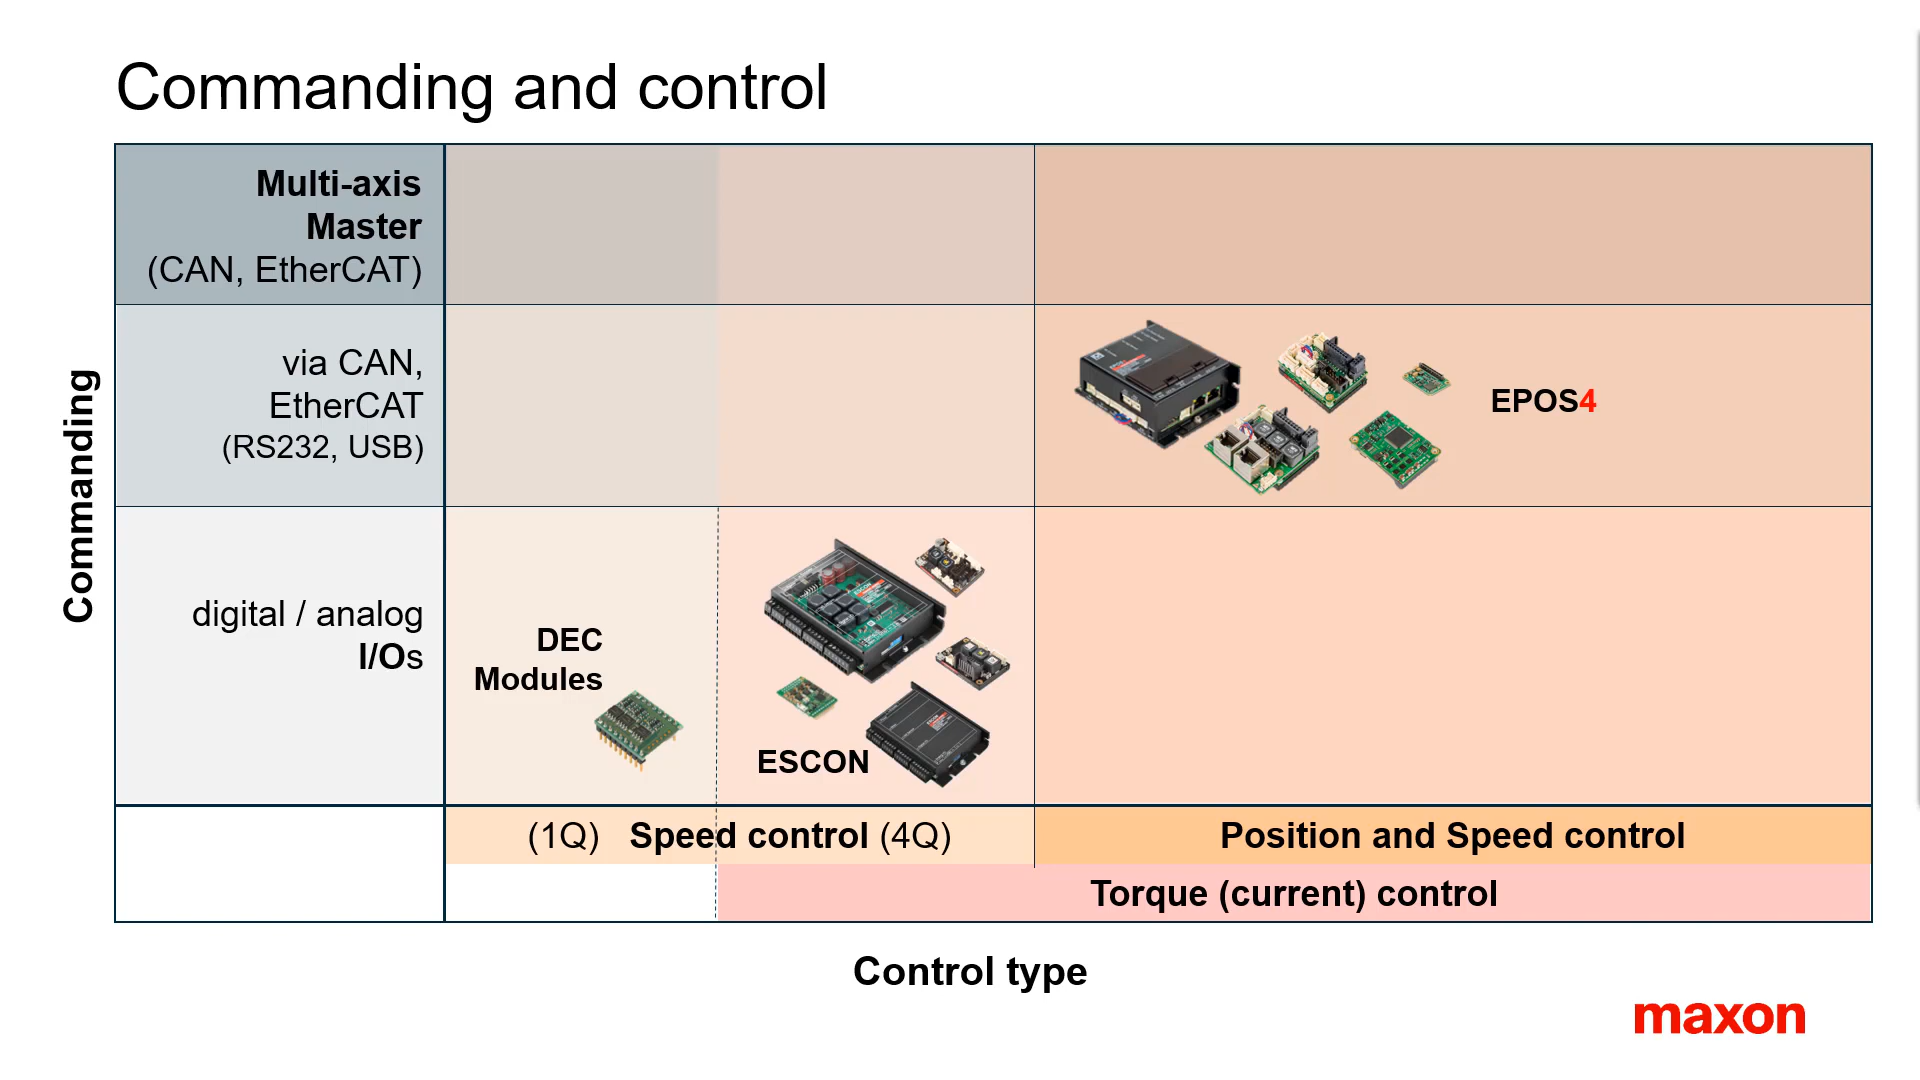 Commanding and control
Multi-axis
Master
(CAN, EtherCAT)
via CAN,
EtherCAT
(RS232, USB)
EPOS4
Commanding
digital / analog
I/Os
DEC
Modules
ESCON
(1Q) Speed control (4Q)
Position and Speed control
Torque (current) control
Control type
maxon